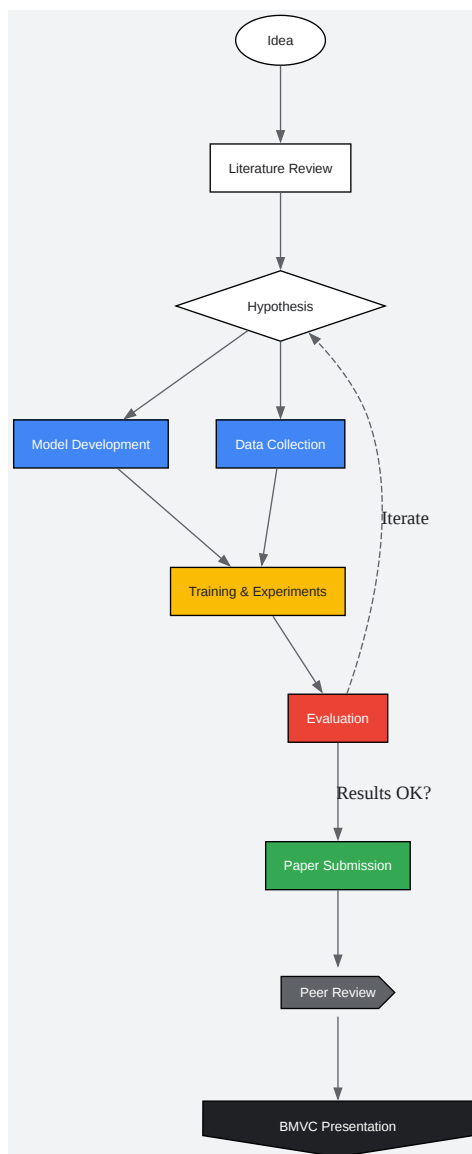 Idea
Literature Review
Hypothesis
Model Development
Data Collection
Iterate
Training & Experiments
Evaluation
Results OK?
Paper Submission
Peer Review
BMVC Presentation